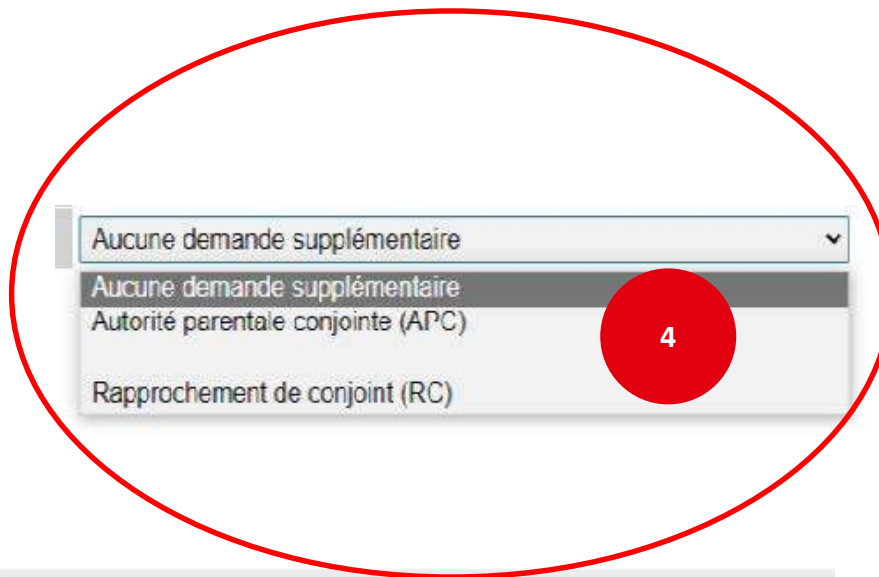 Aucune demande supplémentaire
Aucune demande supplémentaire
Autorité parentale conjointe (APC)
4
Rapprochement de conjoint (RC)